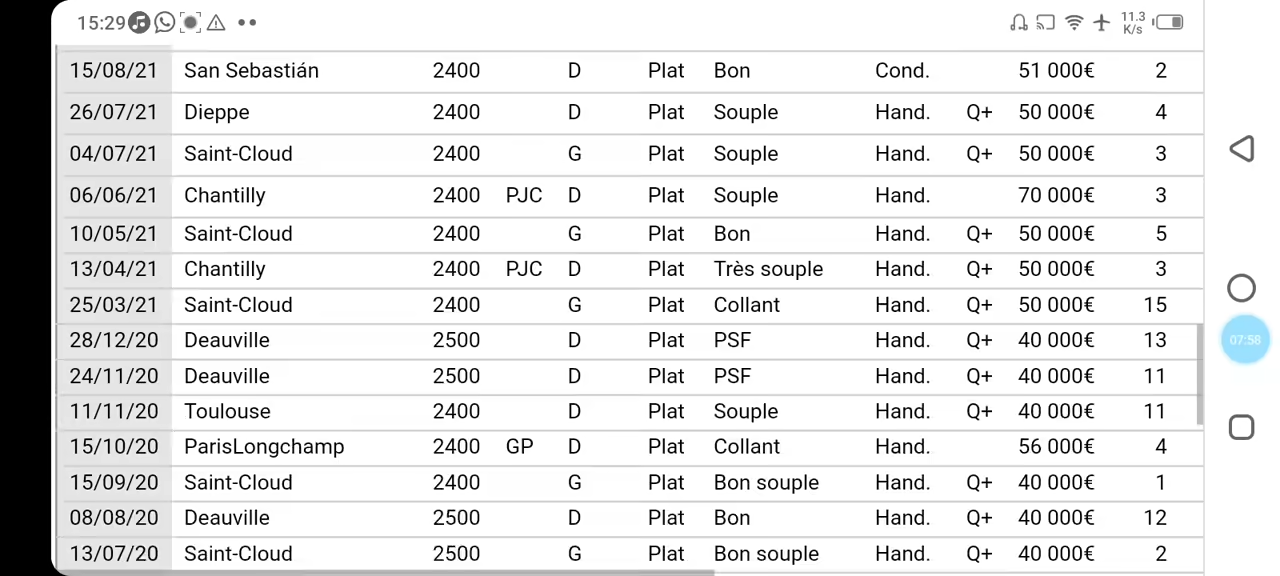 15:29 11.3 K/s
15/08/21 San Sebastián 2400 D Plat Bon Cond. 51 000€ 2
26/07/21 Dieppe 2400 D Plat Souple Hand. Q+ 50 000€ 4
04/07/21 Saint-Cloud 2400 G Plat Souple Hand. Q+ 50 000€ 3
06/06/21 Chantilly 2400 PJC D Plat Souple Hand. 70 000€ 3
10/05/21 Saint-Cloud 2400 G Plat Bon Hand. Q+ 50 000€ 5
13/04/21 Chantilly 2400 PJC D Plat Très souple Hand. Q+ 50 000€ 3
25/03/21 Saint-Cloud 2400 G Plat Collant Hand. Q+ 50 000€ 15
28/12/20 Deauville 2500 D Plat PSF Hand. Q+ 40 000€ 13
07:58
24/11/20 Deauville 2500 D Plat PSF Hand. Q+ 40 000€ 11
11/11/20 Toulouse 2400 D Plat Souple Hand. Q+ 40 000€ 11
15/10/20 ParisLongchamp 2400 GP D Plat Collant Hand. 56 000€ 4
15/09/20 Saint-Cloud 2400 G Plat Bon souple Hand. Q+ 40 000€ 1
08/08/20 Deauville 2500 D Plat Bon Hand. Q+ 40 000€ 12
13/07/20 Saint-Cloud 2500 G Plat Bon souple Hand. Q+ 40 000€ 2